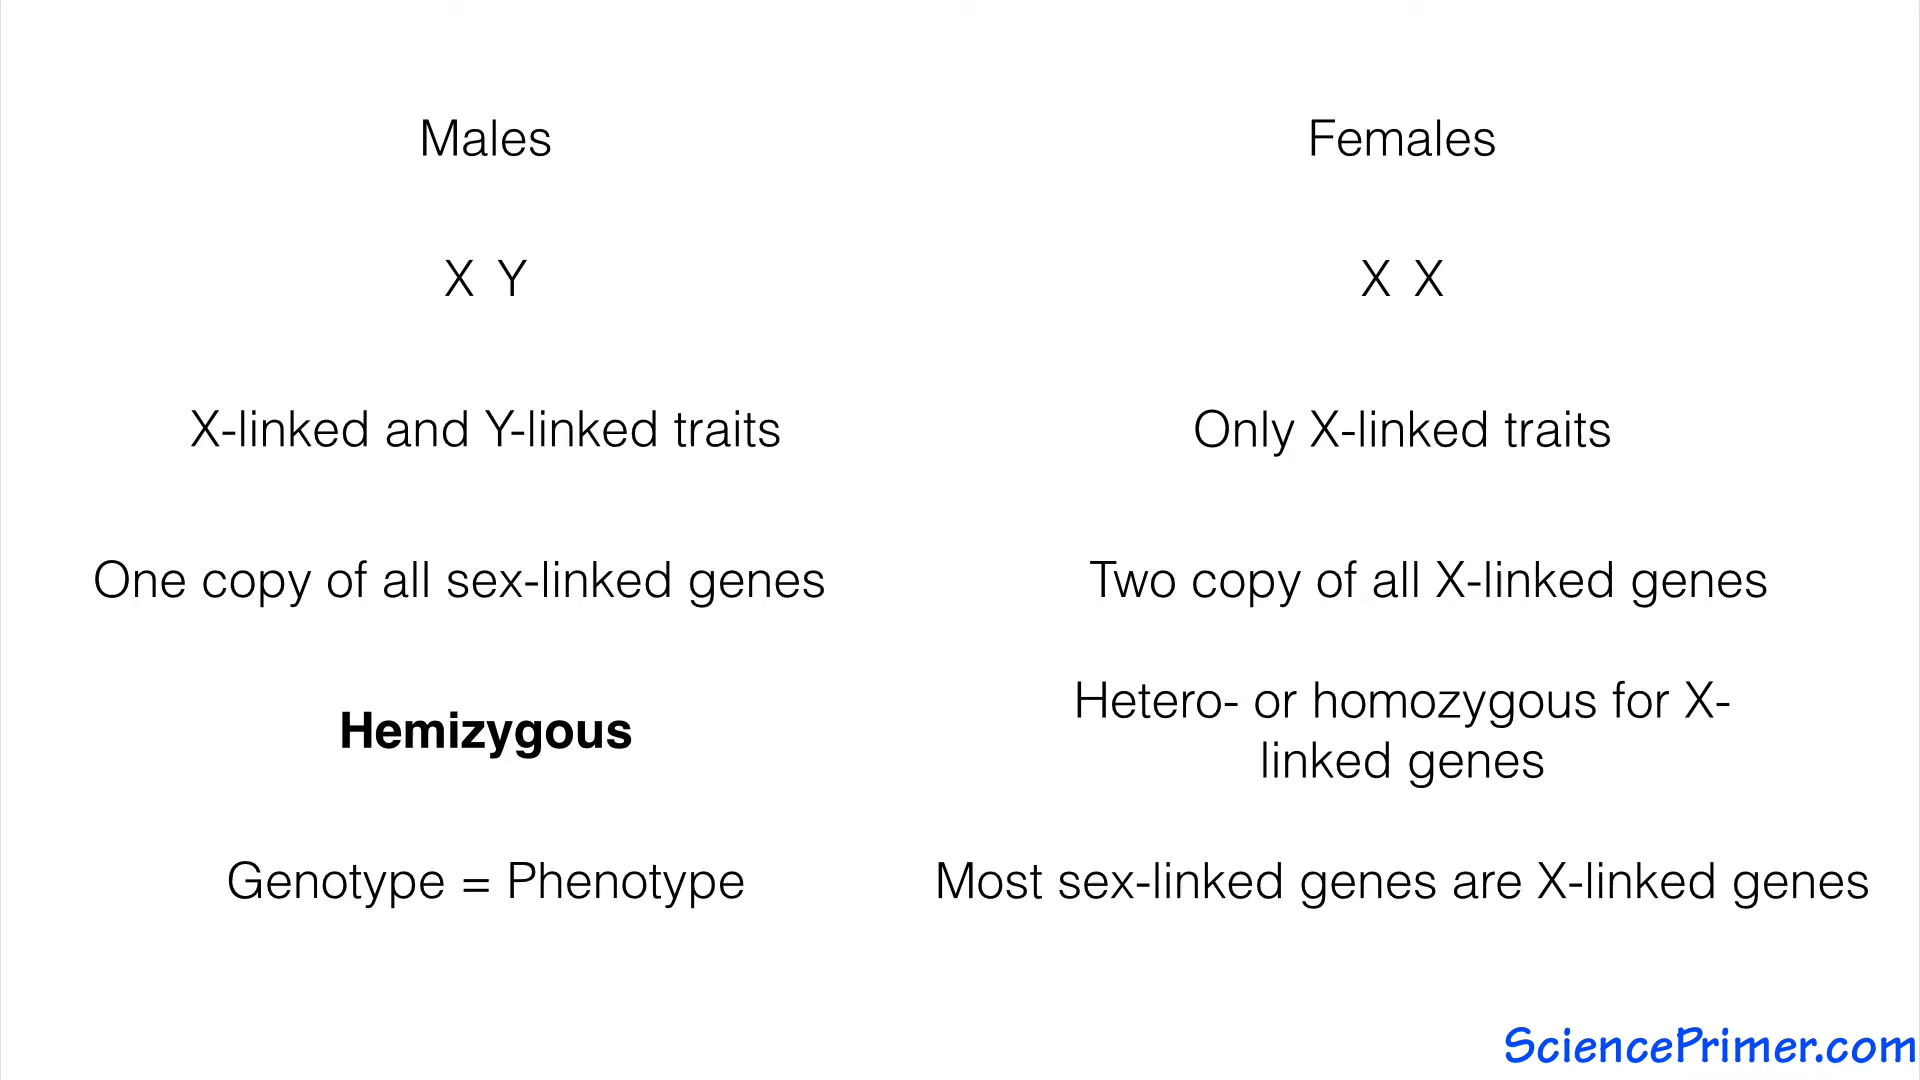 Males
Females
X Y
X X
X-linked and Y-linked traits
Only X-linked traits
One copy of all sex-linked genes
Two copy of all X-linked genes
Hemizygous
Hetero- or homozygous for X-
linked genes
Genotype = Phenotype
Most sex-linked genes are X-linked genes
SciencePrimer.com